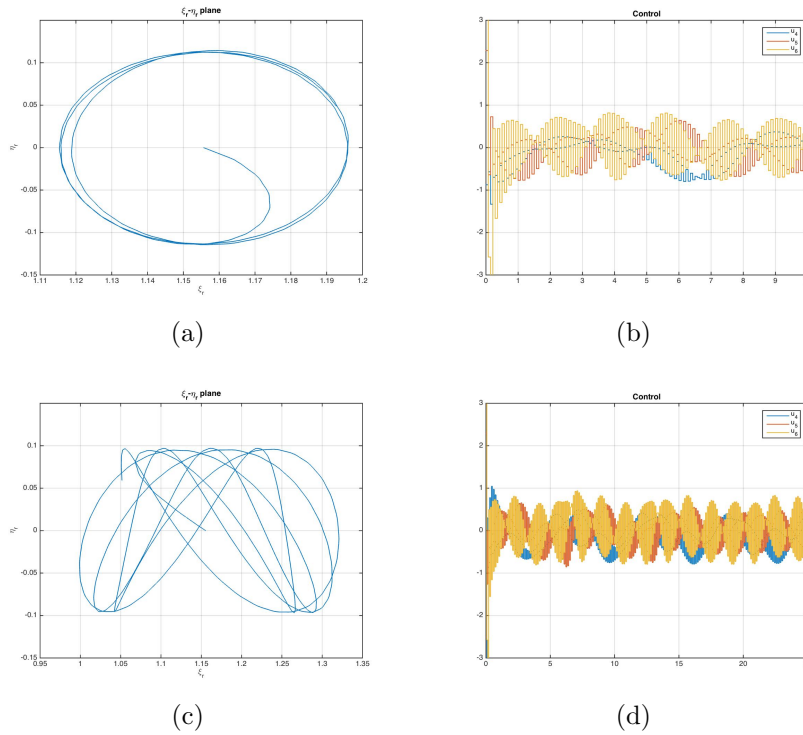 ξr-ηr plane
0.15
0.1
0.05
0
-0.05
-0.1
-0.15
ηr
1.11 1.12 1.13 1.14 1.15 1.16 1.17 1.18 1.19 1.2
ξr
(a)
Control
u4
u5
u6
3
2
1
0
-1
-2
-3
0 1 2 3 4 5 6 7 8 9
(b)
ξr-ηr plane
0.1
0.05
0
-0.05
-0.1
-0.15
ηr
0.95 1 1.05 1.1 1.15 1.2 1.25 1.3 1.35
ξr
(c)
Control
u4
u5
u6
3
2
1
0
-1
-2
-3
0 5 10 15 20
(d)